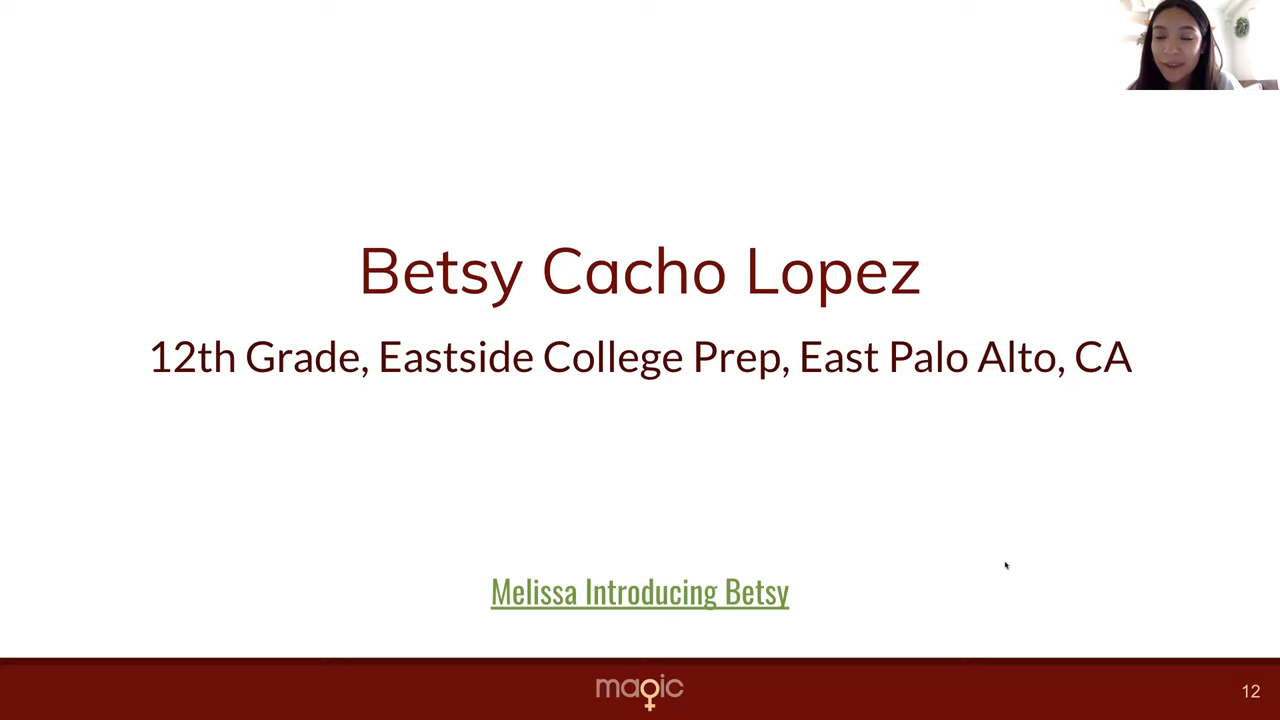 Betsy Cacho Lopez
12th Grade, Eastside College Prep, East Palo Alto, CA
Melissa Introducing Betsy
magic
12